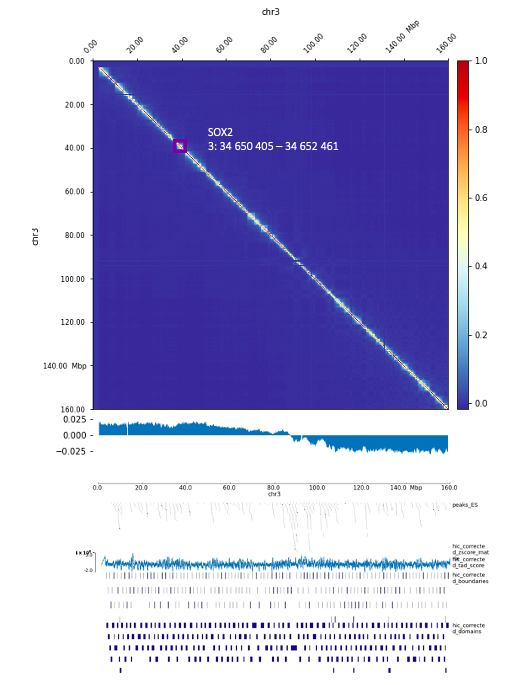 chr3
0.00 20.00 40.00 60.00 80.00 100.00 120.00 140.00 Mbp 160.00
0.00
20.00
40.00
60.00
80.00
100.00
120.00
140.00 Mbp
160.00
chr3
SOX2
3: 34 650 405 – 34 652 461
1.0
0.8
0.6
0.4
0.2
0.0
0.025
0.000
−0.025
0.0 20.0 40.0 60.0 80.0 100.0 120.0 140.0 Mbp 160.0
chr3
peaks_ES
hic_correcte
d_zscore_mat
hic_correcte
d_tad_score
-2.0
hic_correcte
d_boundaries
hic_correcte
d_domains